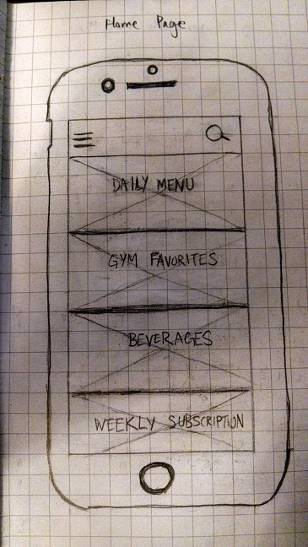 Home Page
DAILY MENU
GYM FAVORITES
BEVERAGES
WEEKLY SUBSCRIPTION